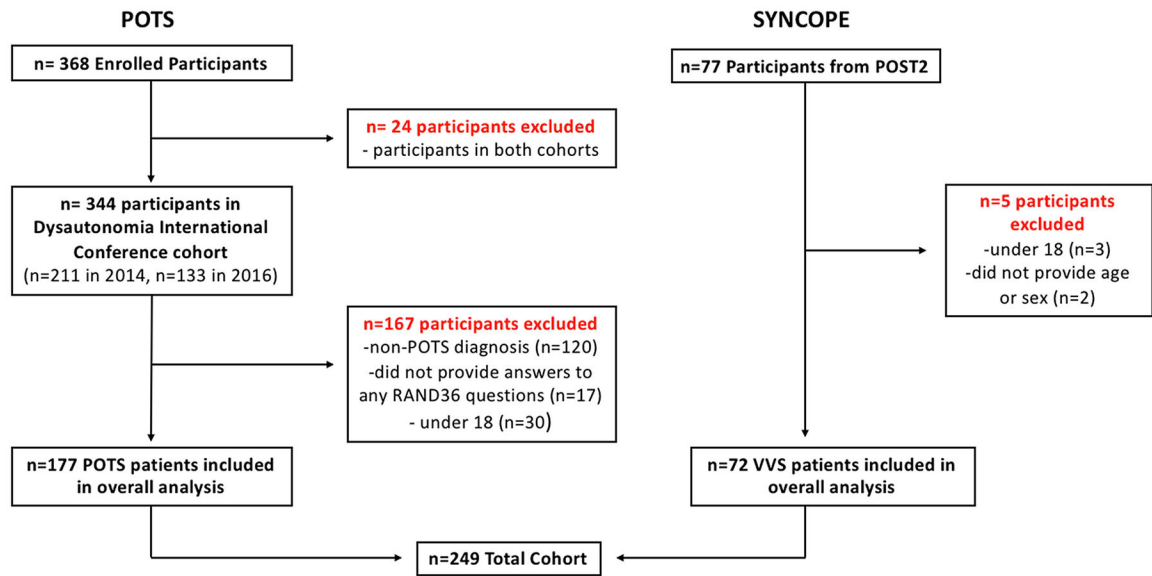 POTS
n= 368 Enrolled Participants
n= 24 participants excluded
- participants in both cohorts
n= 344 participants in
Dysautonomia International
Conference cohort
(n=211 in 2014, n=133 in 2016)
n=167 participants excluded
-non-POTS diagnosis (n=120)
-did not provide answers to
any RAND36 questions (n=17)
- under 18 (n=30)
n=177 POTS patients included
in overall analysis
SYNCOPE
n=77 Participants from POST2
n=5 participants
excluded
-under 18 (n=3)
-did not provide age
or sex (n=2)
n=72 VVS patients included in
overall analysis
n=249 Total Cohort